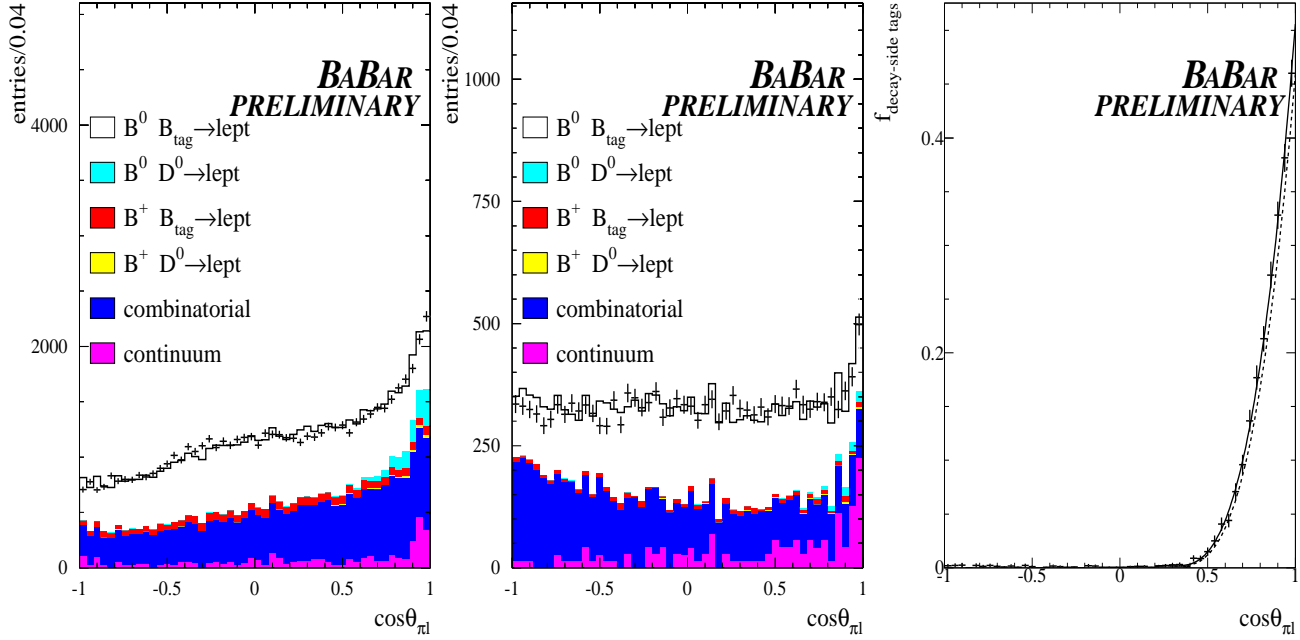 entries/0.04
4000
2000
0
-1 -0.5 0 0.5 1
cosθπl
BABAR
PRELIMINARY
B0 Btag→lept
B0 D0→lept
B+ Btag→lept
B+ D0→lept
combinatorial
continuum
entries/0.04
1000
750
500
250
0
-1 -0.5 0 0.5 1
cosθπl
BABAR
PRELIMINARY
B0 Btag→lept
B0 D0→lept
B+ Btag→lept
B+ D0→lept
combinatorial
continuum
fdecay-side tags
0.4
0.2
0
-1 -0.5 0 0.5 1
cosθπl
BABAR
PRELIMINARY